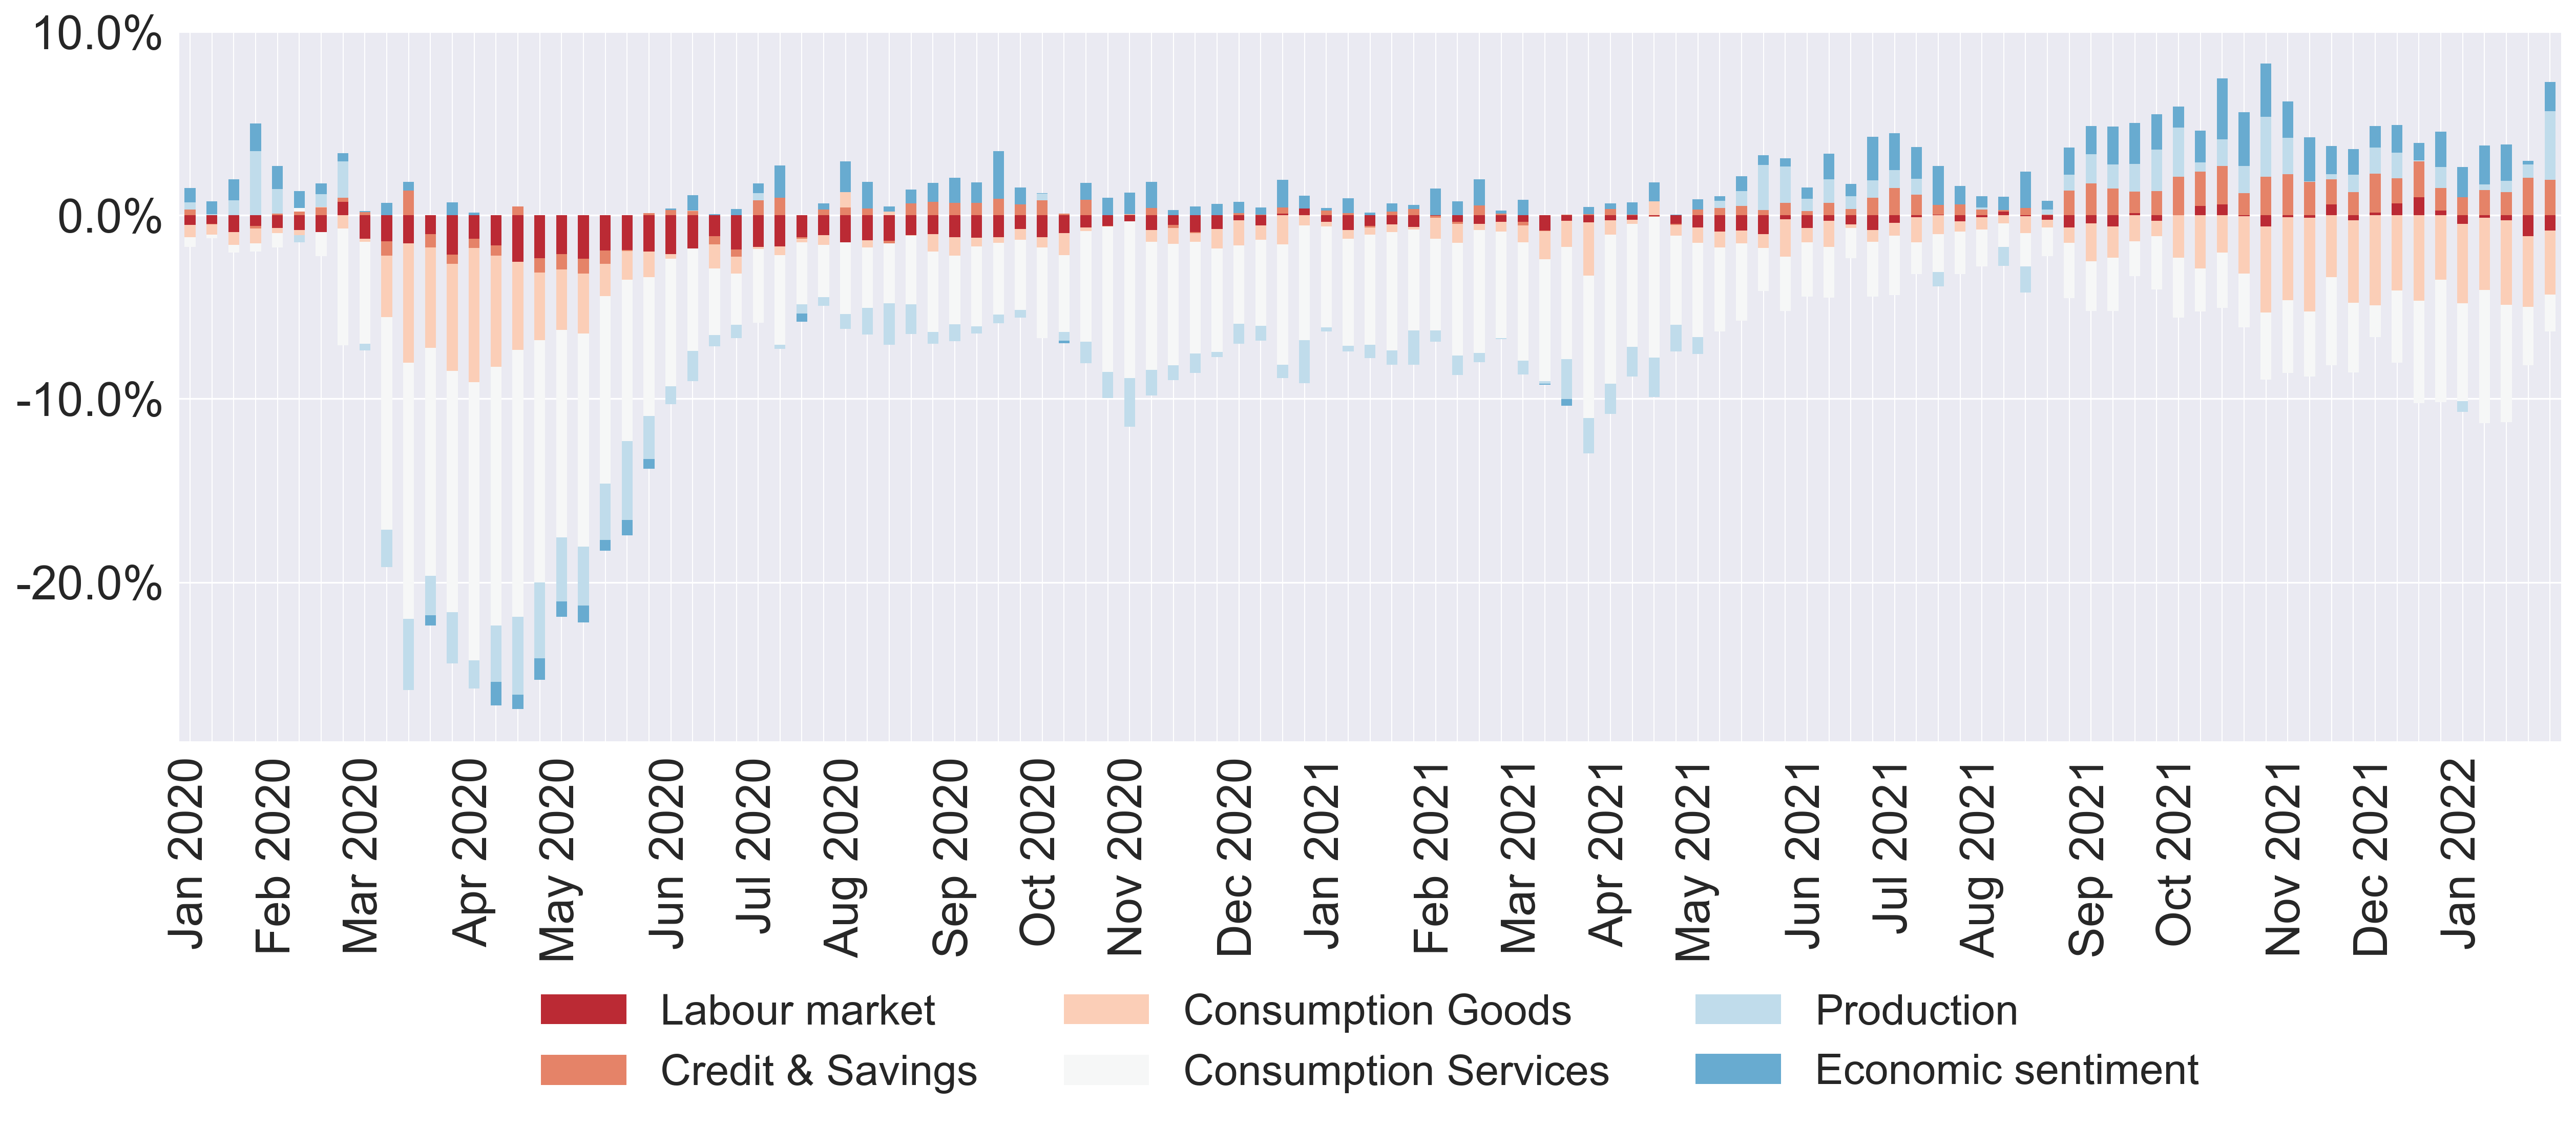 10.0%
0.0%
-10.0%
-20.0%
Jan 2020
Feb 2020
Mar 2020
Apr 2020
May 2020
Jun 2020
Jul 2020
Aug 2020
Sep 2020
Oct 2020
Nov 2020
Dec 2020
Jan 2021
Feb 2021
Mar 2021
Apr 2021
May 2021
Jun 2021
Jul 2021
Aug 2021
Sep 2021
Oct 2021
Nov 2021
Dec 2021
Jan 2022
Labour market
Credit & Savings
Consumption Goods
Consumption Services
Production
Economic sentiment